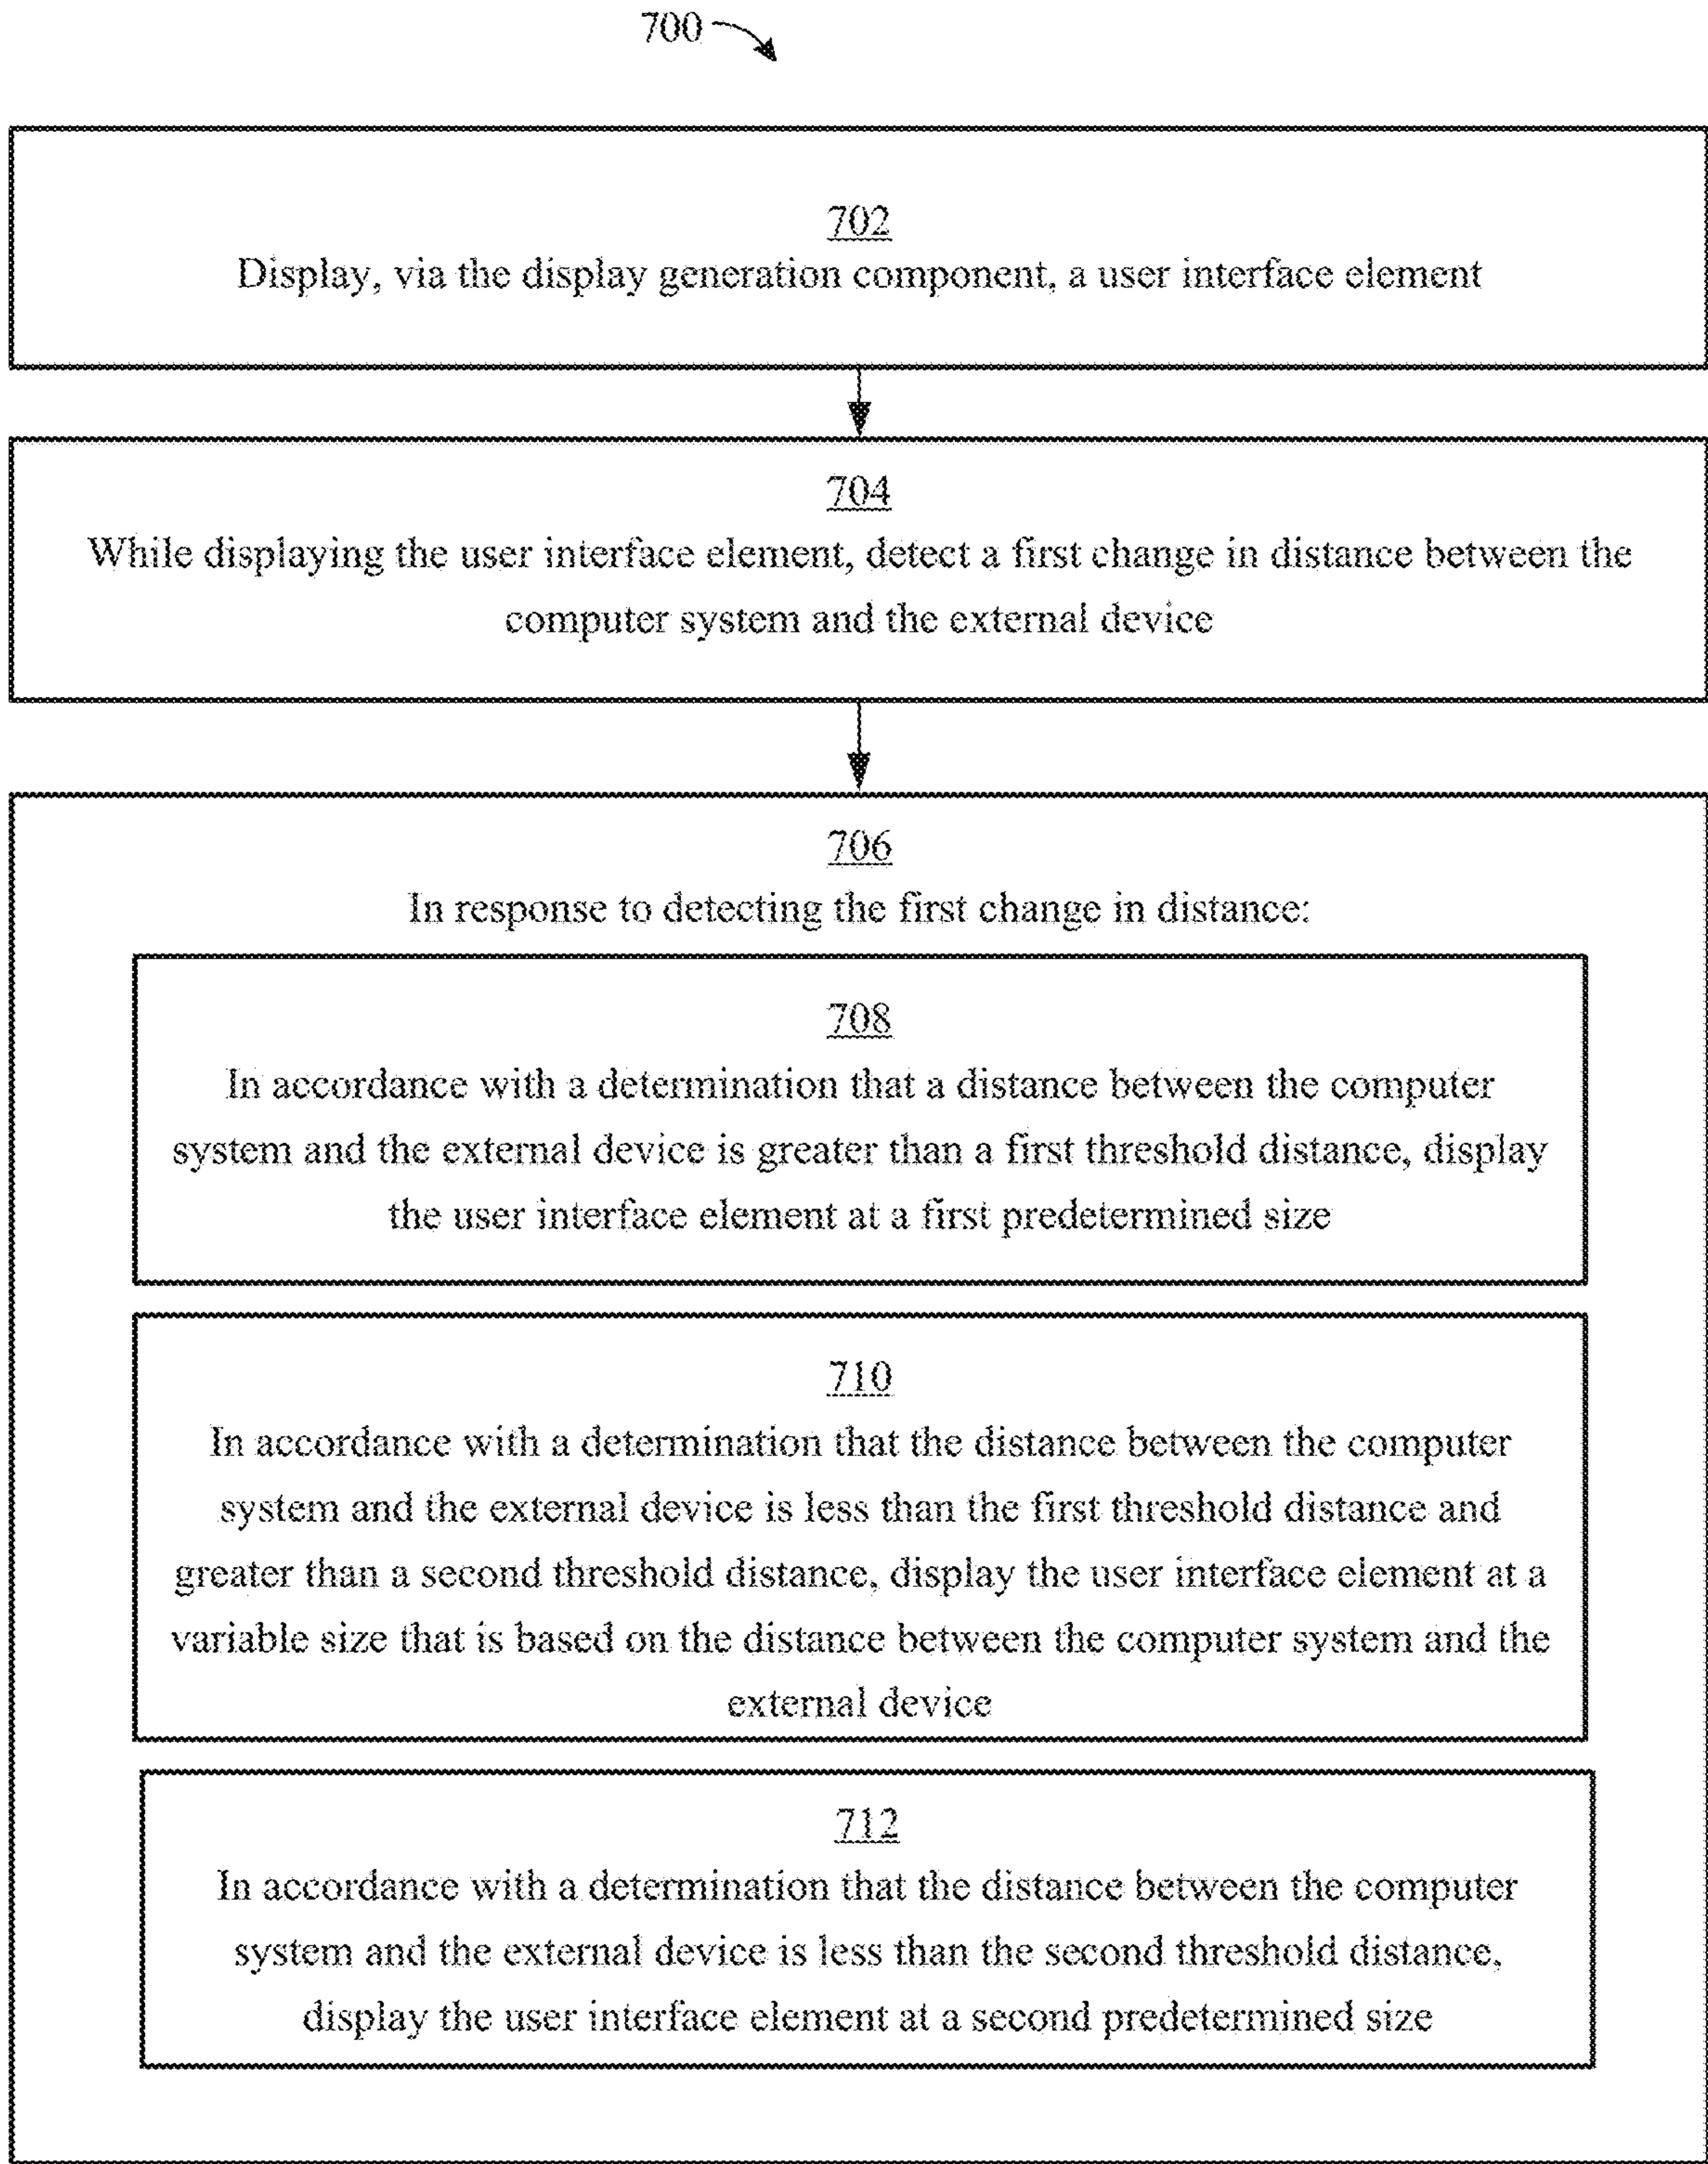 700
702
Display, via the display generation component, a user interface element
704
While displaying the user interface element, detect a first change in distance between the
computer system and the external device
706
In response to detecting the first change in distance:
708
In accordance with a determination that a distance between the computer
system and the external device is greater than a first threshold distance, display
the user interface element at a first predetermined size
710
In accordance with a determination that the distance between the computer
system and the external device is less than the first threshold distance and
greater than a second threshold distance, display the user interface element at a
variable size that is based on the distance between the computer system and the
external device
712
In accordance with a determination that the distance between the computer
system and the external device is less than the second threshold distance,
display the user interface element at a second predetermined size